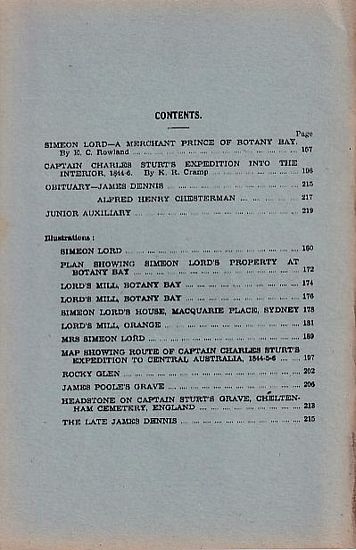 CONTENTS.
Page
SIMEON LORD—A MERCHANT PRINCE OF BOTANY BAY.
By E. C. Rowland ... 157
CAPTAIN CHARLES STURT'S EXPEDITION INTO THE
INTERIOR, 1844-6. By K. R. Cramp ... 196
OBITUARY—JAMES DENNIS ... 215
ALFRED HENRY CHESTERMAN ... 217
JUNIOR AUXILIARY ... 219
Illustrations :
SIMEON LORD ... 160
PLAN SHOWING SIMEON LORD'S PROPERTY AT
BOTANY BAY ... 172
LORD'S MILL, BOTANY BAY ... 174
LORD'S MILL, BOTANY BAY ... 176
SIMEON LORD'S HOUSE, MACQUARIE PLACE, SYDNEY 178
LORD'S MILL, ORANGE ... 181
MRS SIMEON LORD ... 189
MAP SHOWING ROUTE OF CAPTAIN CHARLES STURT'S
EXPEDITION TO CENTRAL AUSTRALIA, 1844-5-6 ... 197
ROCKY GLEN ... 202
JAMES POOLE'S GRAVE ... 206
HEADSTONE ON CAPTAIN STURT'S GRAVE, CHELTEN-
HAM CEMETERY, ENGLAND ... 213
THE LATE JAMES DENNIS ... 215